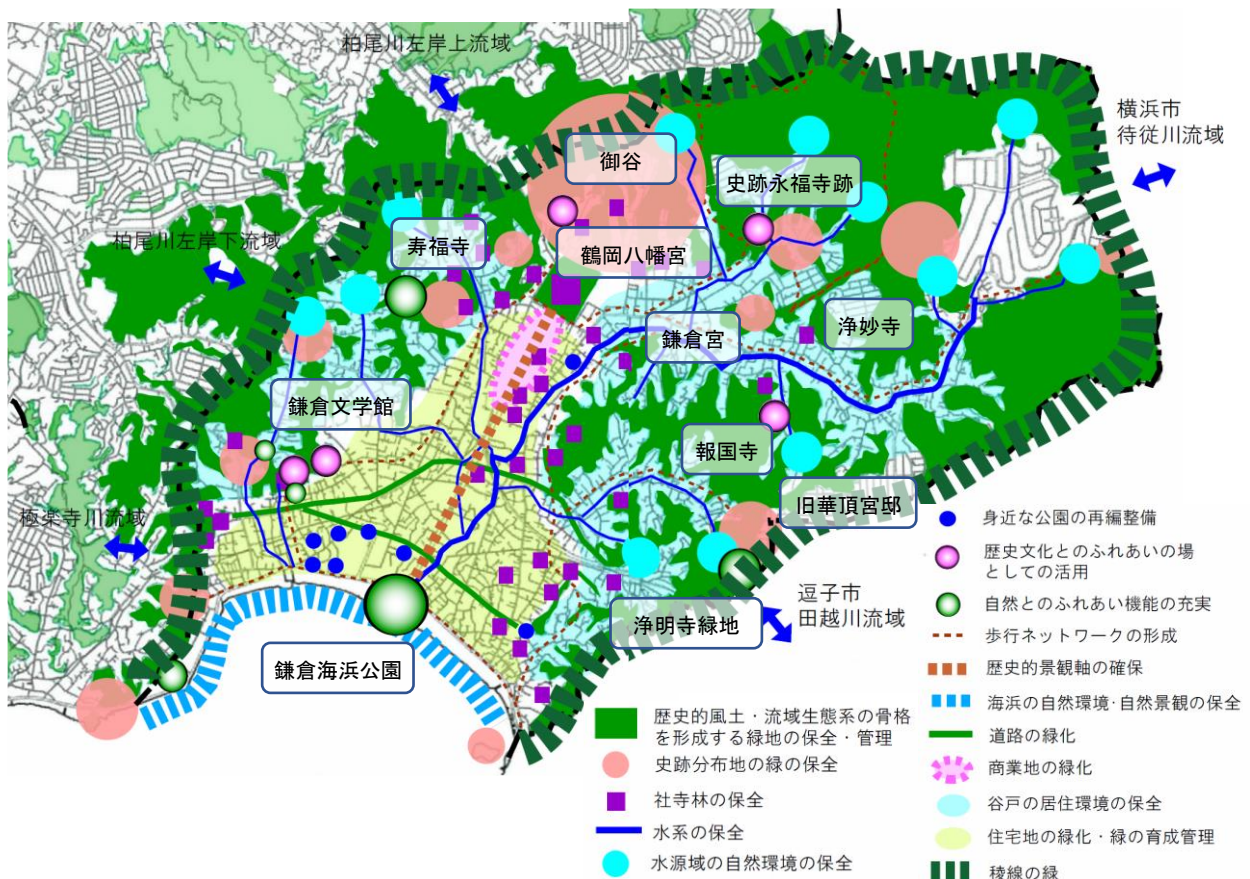 柏尾川左岸上流域
横浜市
待従川流域
御谷
史跡永福寺跡
寿福寺
柏尾川左岸下流域
鶴岡八幡宮
鎌倉宮
浄妙寺
鎌倉文学館
報国寺
旧華頂宮邸
極楽寺川流域
逗子市
田越川流域
浄明寺緑地
鎌倉海浜公園
歴史的風土・流域生態系の骨格
を形成する緑地の保全・管理
史跡分布地の緑の保全
社寺林の保全
水系の保全
水源域の自然環境の保全
身近な公園の再編整備
歴史文化とのふれあいの場
としての活用
自然とのふれあい機能の充実
歩行ネットワークの形成
歴史的景観軸の確保
海浜の自然環境・自然景観の保全
道路の緑化
商業地の緑化
谷戸の居住環境の保全
住宅地の緑化・緑の育成管理
稜線の緑